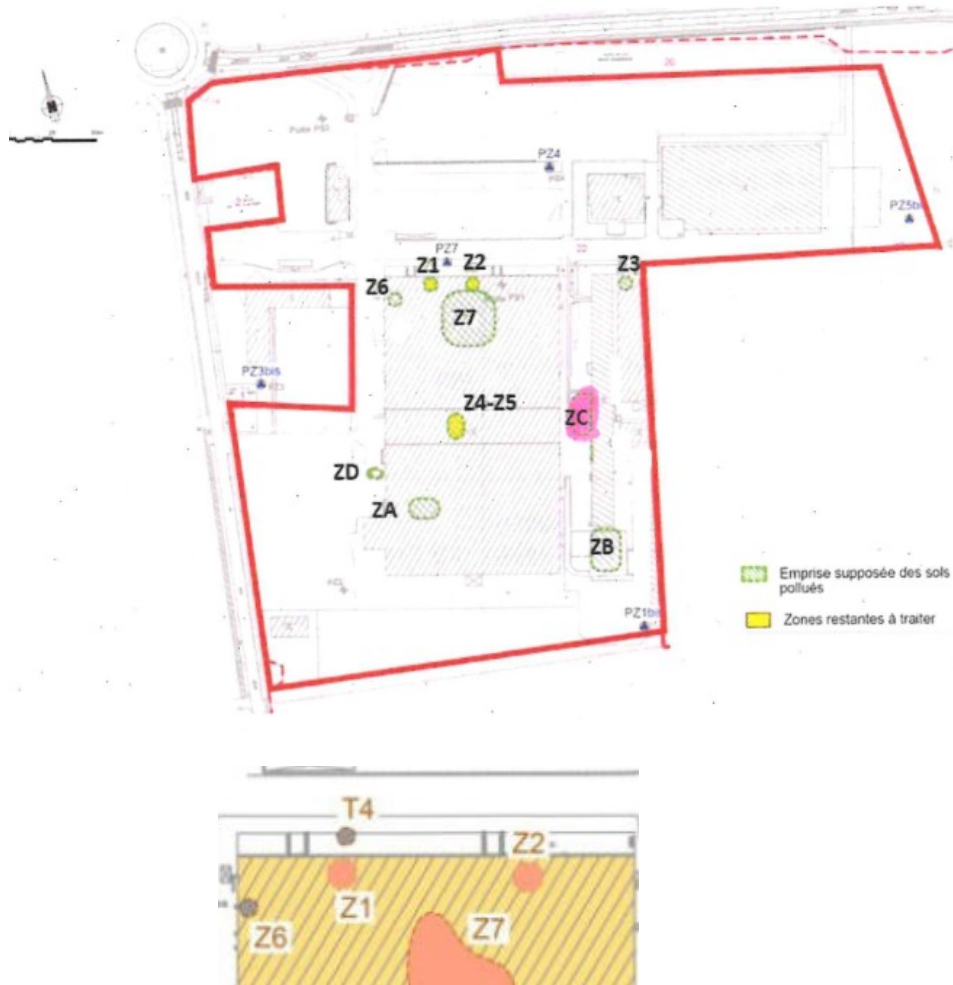 PZ4
PZ5bis
PZ7
Z1
Z2
Z3
Z6
Z7
PZ3bis
Z4-Z5
ZC
ZD
ZA
ZB
Emprise supposée des sols
pollués
PZ1bis
Zones restantes à traiter
T4
Z2
Z1
Z7
Z6